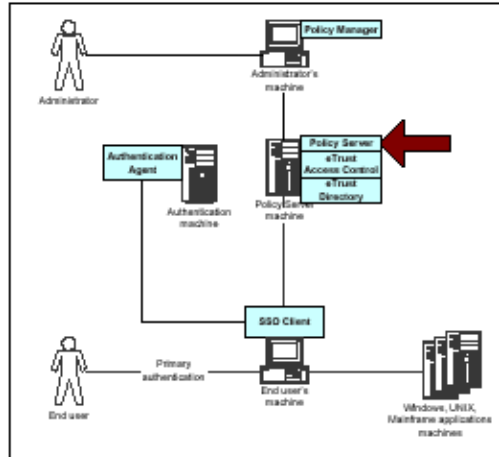 Policy Manager
Administrator
Administrator's
machine
Authentication
Agent
Policy Server
eTrust
Access Control
eTrust
Directory
Authentication
machine
Policy Server
machine
SSO Client
Primary
authentication
End user
End user's
machine
Windows, UNIX,
Mainframe applications
machines